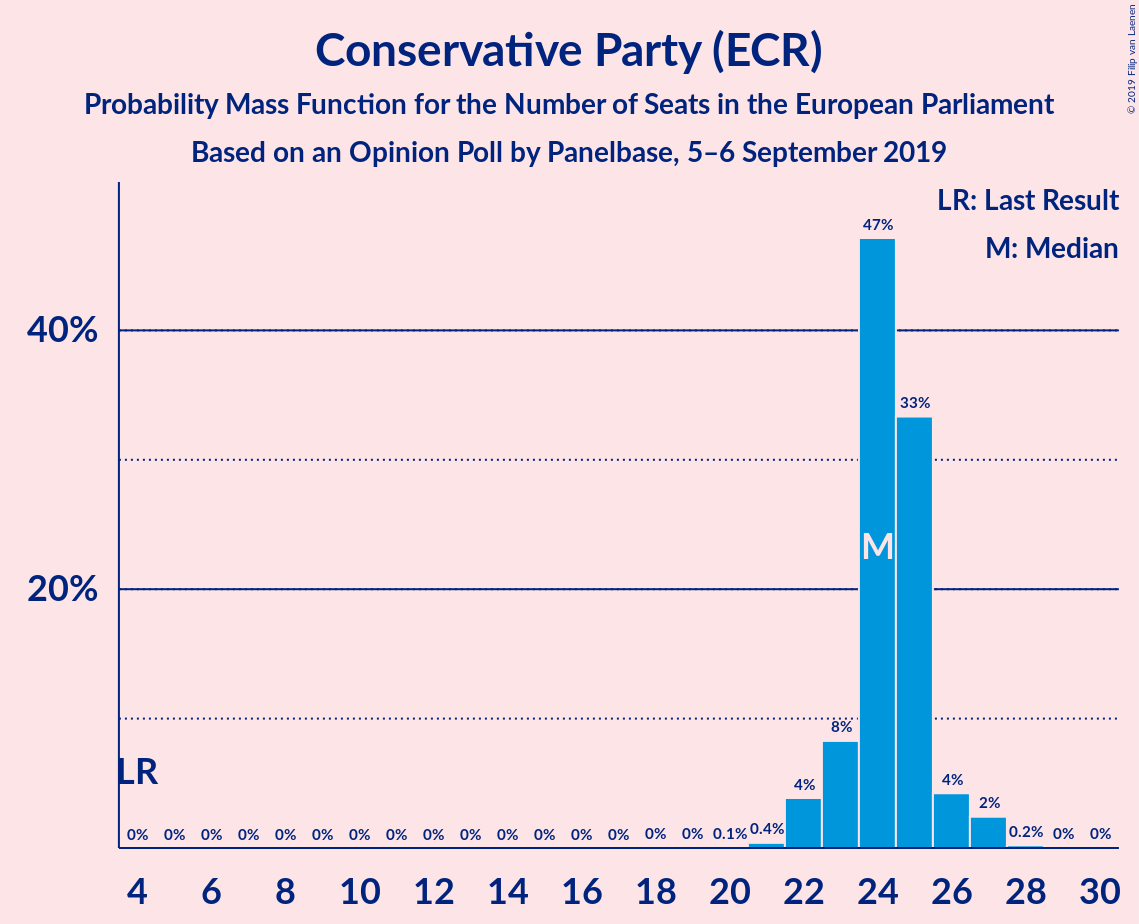 Conservative Party (ECR)
Probability Mass Function for the Number of Seats in the European Parliament
Based on an Opinion Poll by Panelbase, 5–6 September 2019
© 2019 Filip van Laenen
LR: Last Result
M: Median
47%
40%
33%
M
20%
8%
LR
4%
4%
2%
0% 0% 0% 0% 0% 0% 0% 0% 0% 0% 0% 0% 0% 0% 0% 0% 0.1% 0.4% 0.2% 0% 0%
4 6 8 10 12 14 16 18 20 22 24 26 28 30